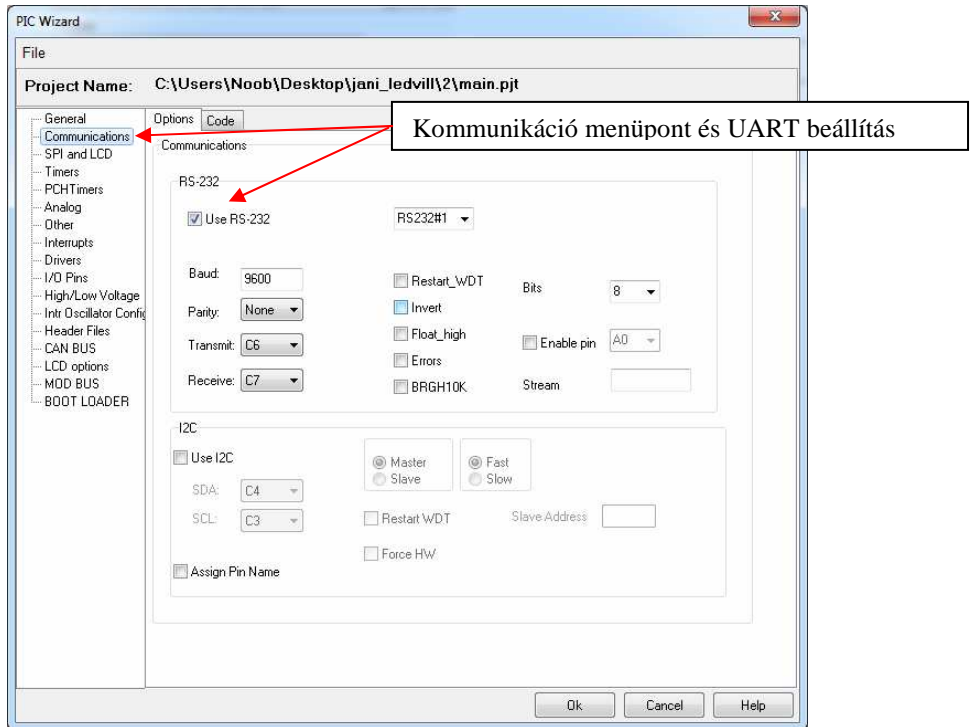 PIC Wizard
File
Project Name: C:\Users\Noob\Desktop\jani_ledvill\2\main.pjt
General
Communications
SPI and LCD
Timers
PCHTimers
Analog
Other
Interrupts
Drivers
I/O Pins
High/Low Voltage
Intr Oscillator Config
Header Files
CAN BUS
LCD options
MOD BUS
BOOT LOADER
Options Code
Kommunikáció menüpont és UART beállítás
Communications
RS-232
Use RS-232 RS232#1
Baud: 9600 Restart_WDT Bits 8
Parity: None Invert
Transmit: C6 Float_high Enable pin A0
Errors
Receive: C7 BRGH1OK Stream
I2C
Use I2C Master Fast
Slave Slow
SDA: C4
SCL: C3 Restart WDT Slave Address
Force HW
Assign Pin Name
Ok Cancel Help